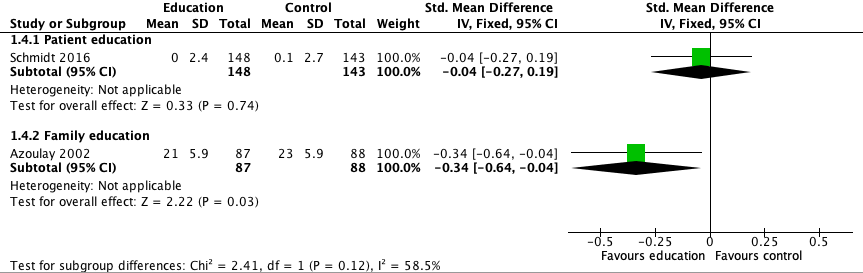 Education Control Std. Mean Difference Std. Mean Difference
Study or Subgroup Mean SD Total Mean SD Total Weight IV, Fixed, 95% CI IV, Fixed, 95% CI
1.4.1 Patient education
Schmidt 2016 0 2.4 148 0.1 2.7 143 100.0% −0.04 [−0.27, 0.19]
Subtotal (95% CI) 148 143 100.0% −0.04 [−0.27, 0.19]
Heterogeneity: Not applicable
Test for overall effect: Z = 0.33 (P = 0.74)
1.4.2 Family education
Azoulay 2002 21 5.9 87 23 5.9 88 100.0% −0.34 [−0.64, −0.04]
Subtotal (95% CI) 87 88 100.0% −0.34 [−0.64, −0.04]
Heterogeneity: Not applicable
Test for overall effect: Z = 2.22 (P = 0.03)
−0.5 −0.25 0 0.25 0.5
Favours education Favours control
Test for subgroup differences: Chi² = 2.41, df = 1 (P = 0.12), I² = 58.5%